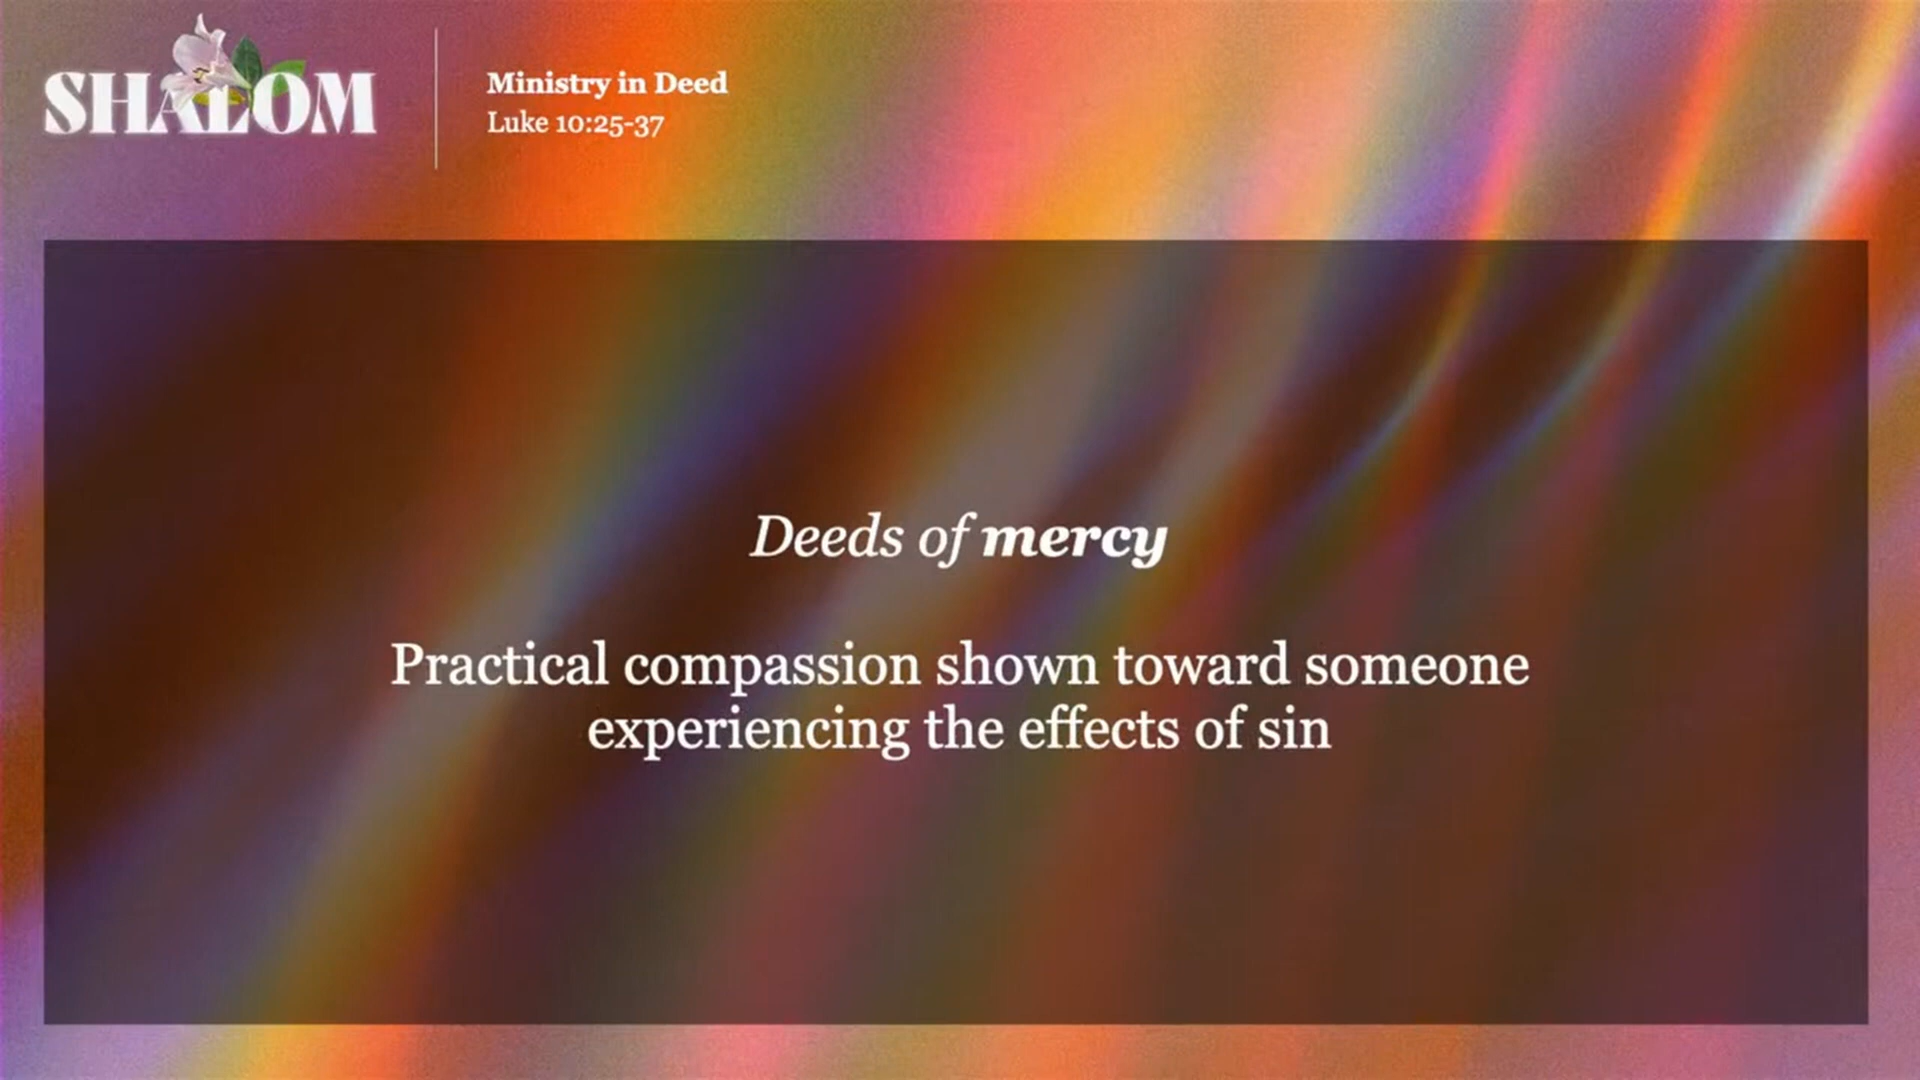 SHALOM
Ministry in Deed
Luke 10:25-37
Deeds of mercy
Practical compassion shown toward someone
experiencing the effects of sin